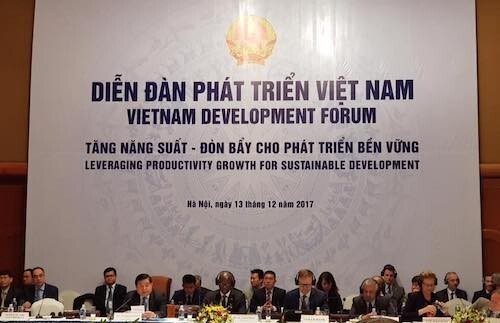 DIỄN ĐÀN PHÁT TRIỂN VIỆT NAM
VIETNAM DEVELOPMENT FORUM
TĂNG NĂNG SUẤT - ĐÒN BẨY CHO PHÁT TRIỂN BỀN VỮNG
LEVERAGING PRODUCTIVITY GROWTH FOR SUSTAINABLE DEVELOPMENT
Hà Nội, ngày 13 tháng 12 năm 2017